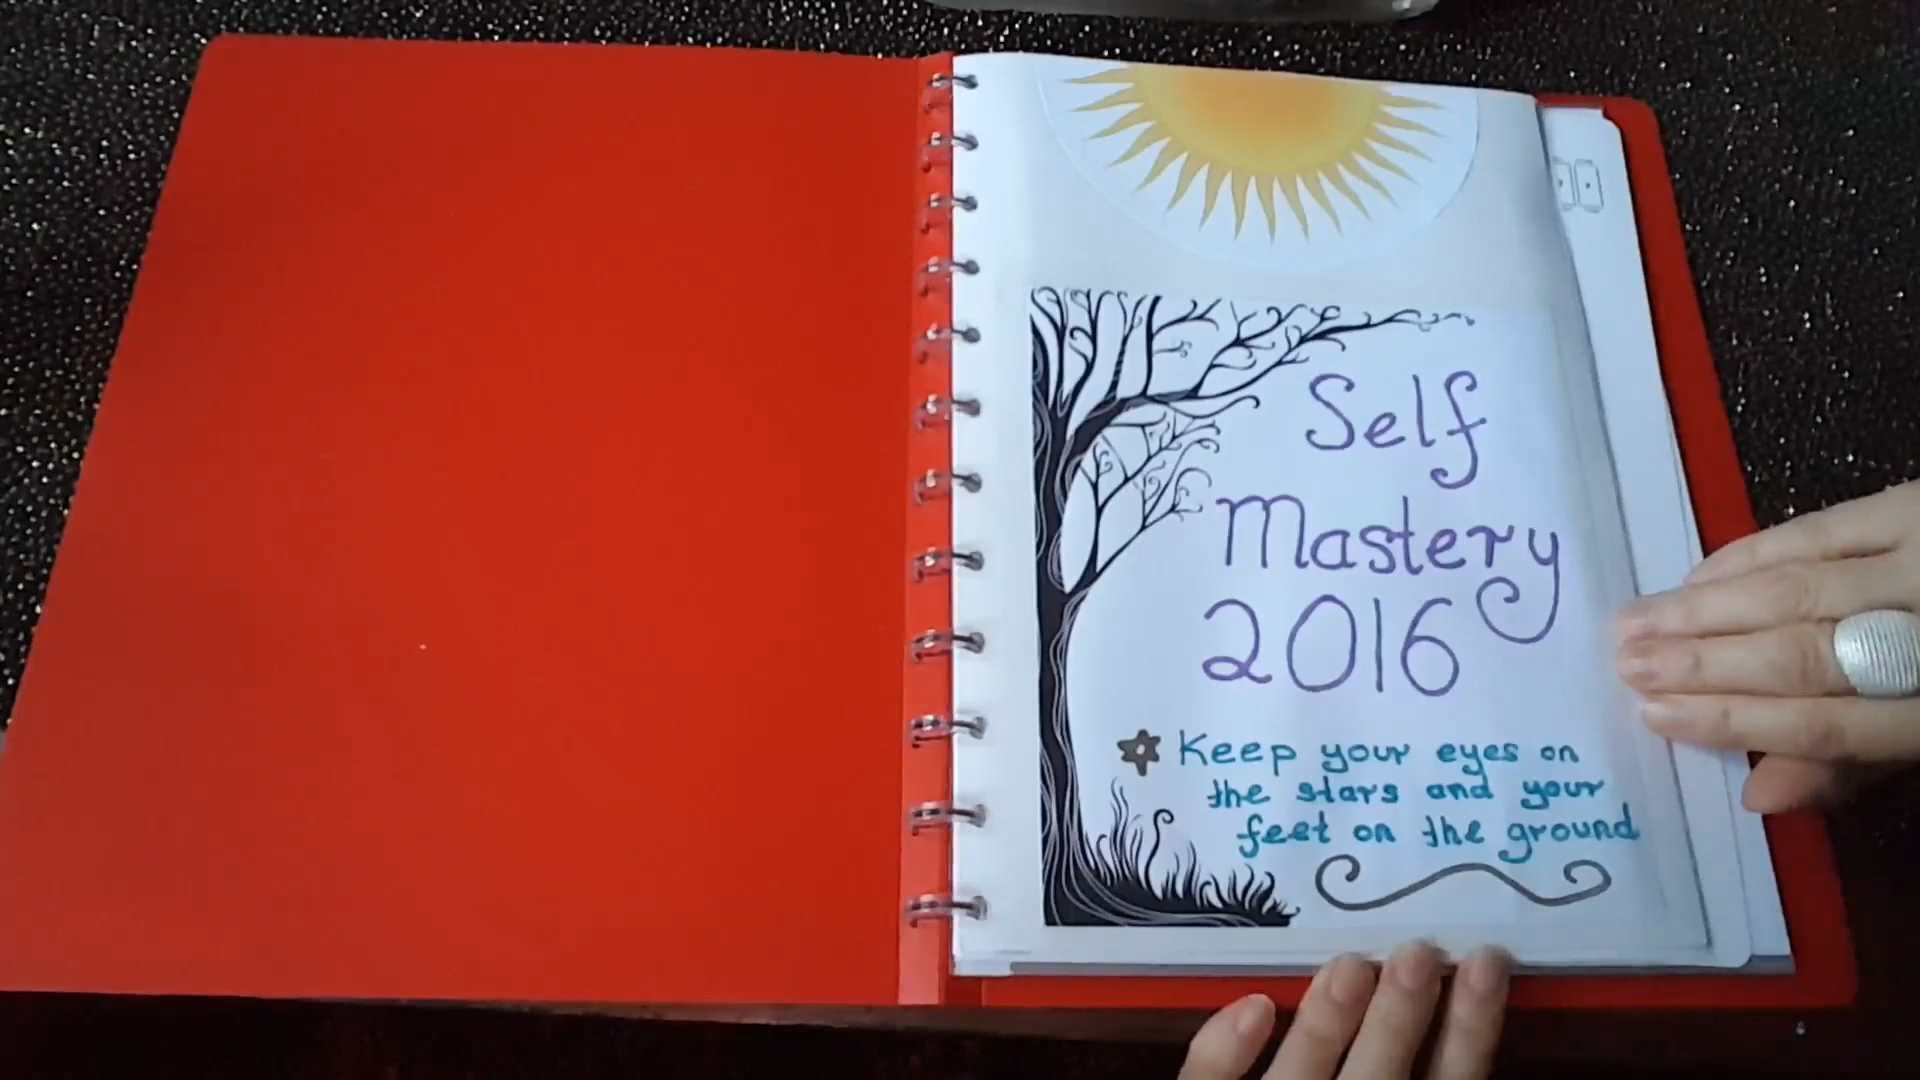 Self
Mastery
2016
Keep your eyes on
the stars and your
feet on the ground